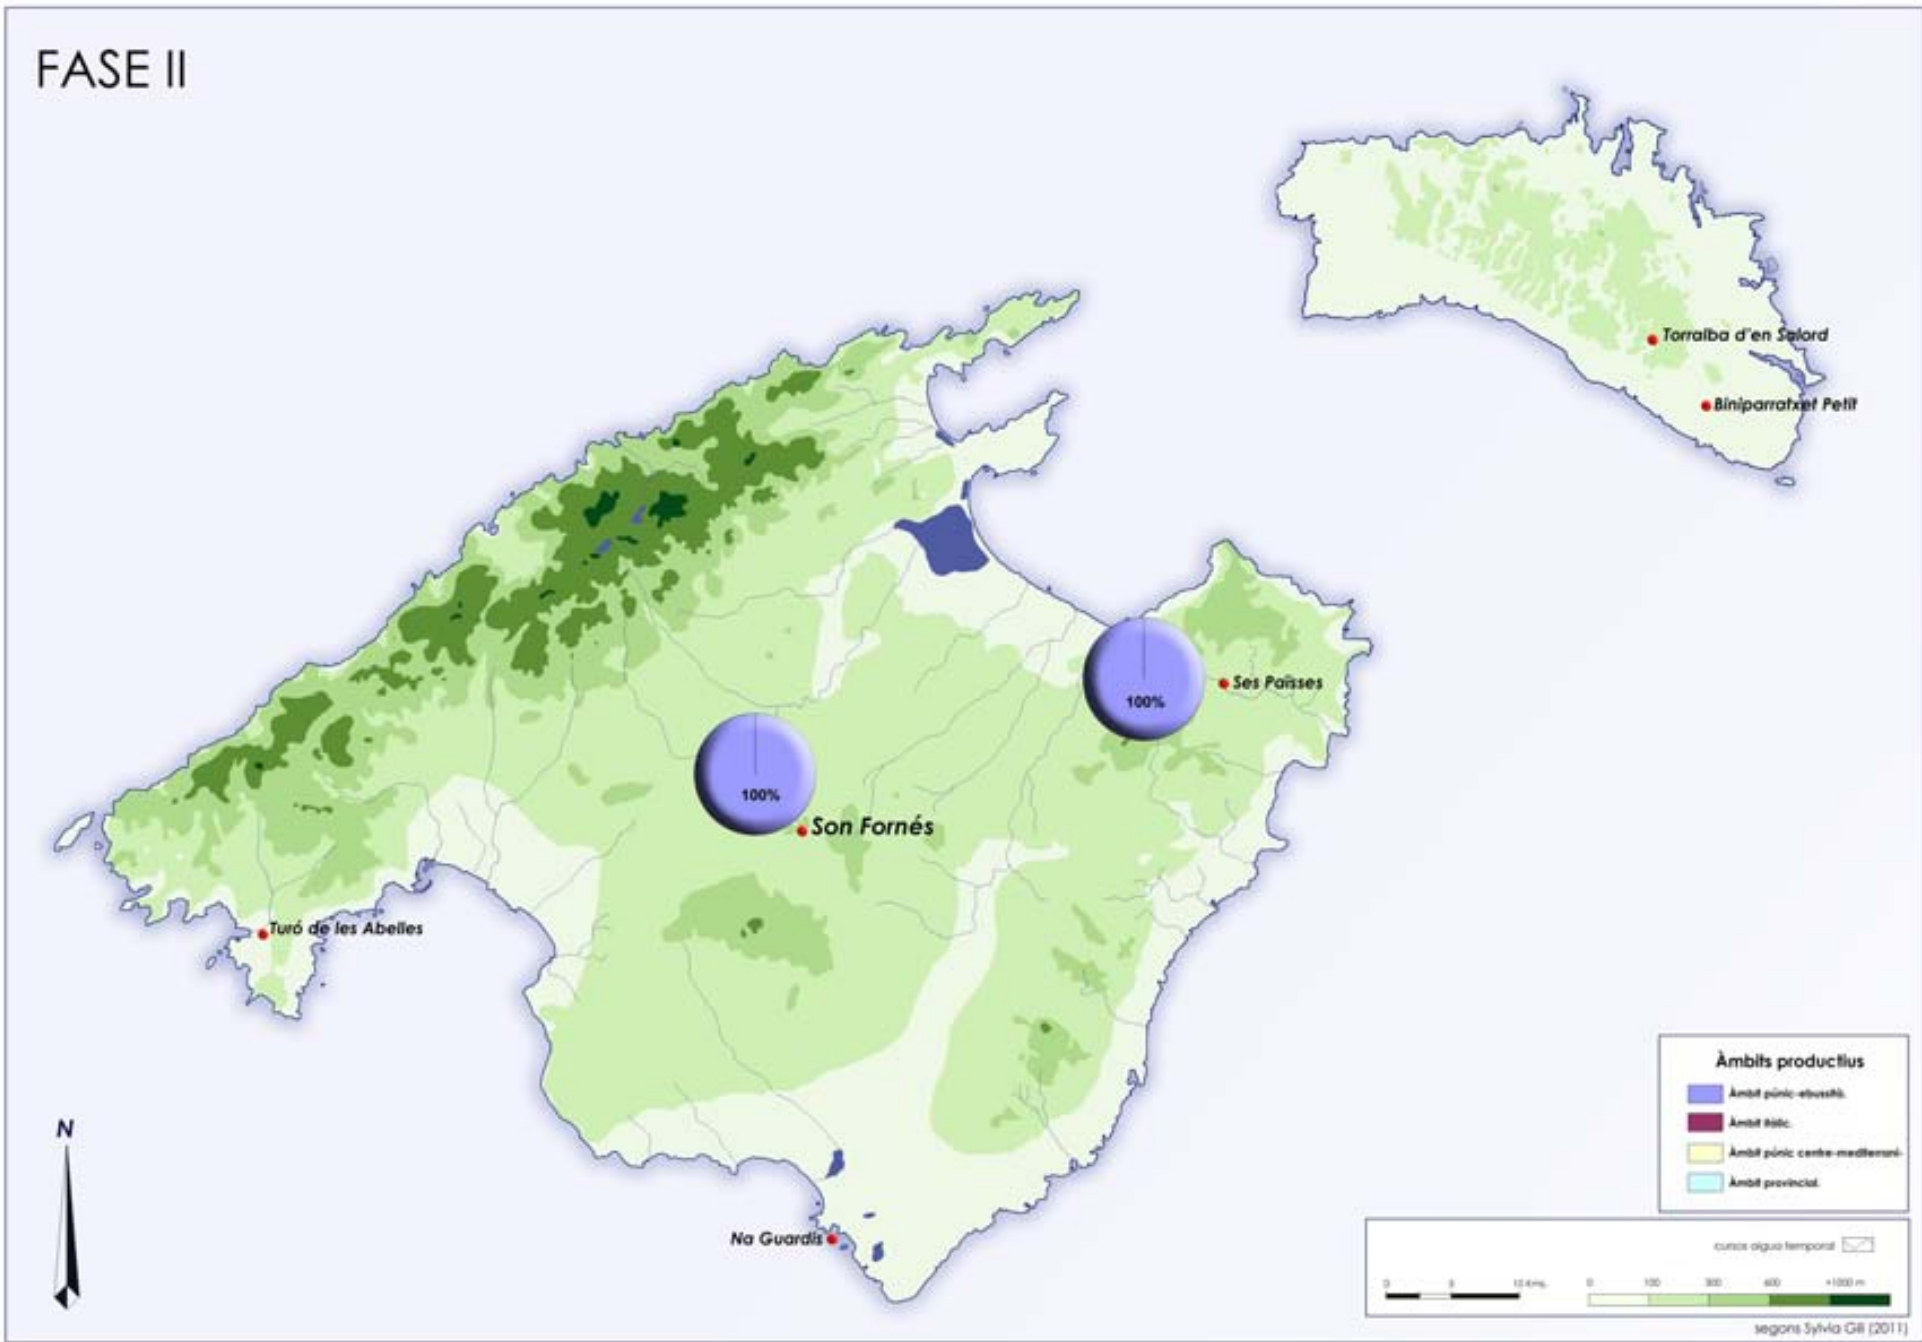 FASE II
Torralba d'en Salord
Biniparratxet Petit
100%
Ses Païsses
100%
Son Fornés
Turó de les Abelles
Na Guardis
N
Àmbits productius
Àmbit púnic-ebussità.
Àmbit itàlic.
Àmbit púnic centre-mediterrani-
Àmbit provincial.
cursos aigua temporal
0
0 100 300 600 +1000 m
segons Sylvia Gili (2011)